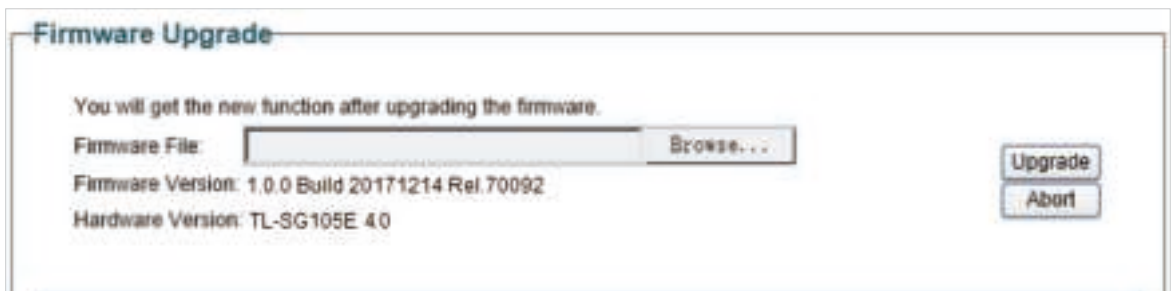 Firmware Upgrade
You will get the new function after upgrading the firmware.
Firmware File:
Browse...
Firmware Version: 1.0.0 Build 20171214 Rel.70092
Hardware Version: TL-SG105E 4.0
Upgrade
Abort